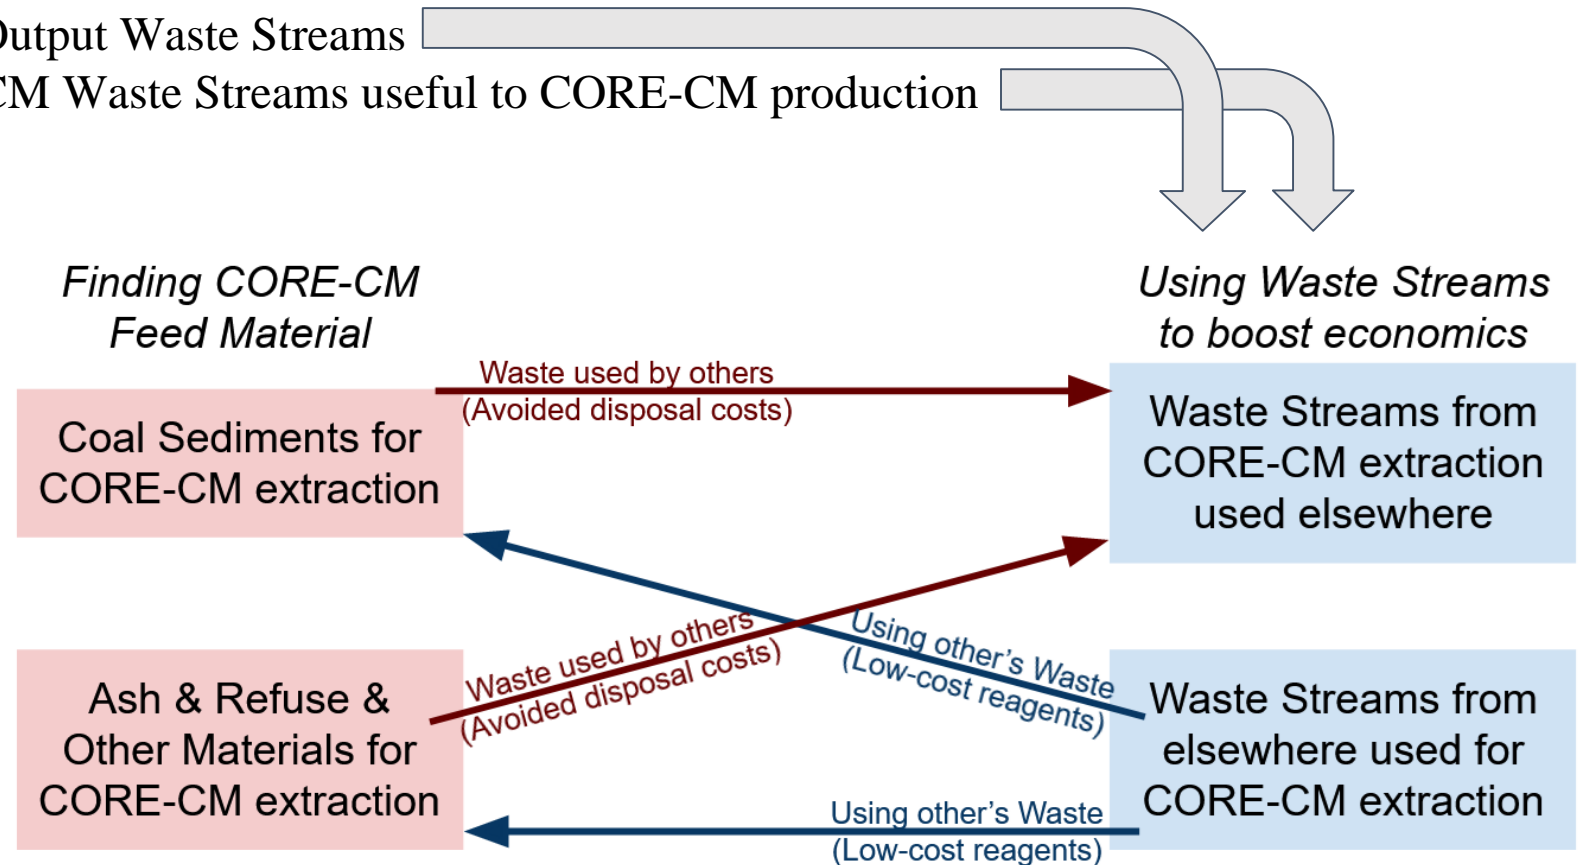 Output Waste Streams
CM Waste Streams useful to CORE-CM production
Finding CORE-CM
Feed Material
Using Waste Streams
to boost economics
Waste used by others
(Avoided disposal costs)
Coal Sediments for
CORE-CM extraction
Waste Streams from
CORE-CM extraction
used elsewhere
Waste used by others
(Avoided disposal costs)
Using other’s Waste
(Low-cost reagents)
Ash & Refuse &
Other Materials for
CORE-CM extraction
Waste Streams from
elsewhere used for
CORE-CM extraction
Using other’s Waste
(Low-cost reagents)